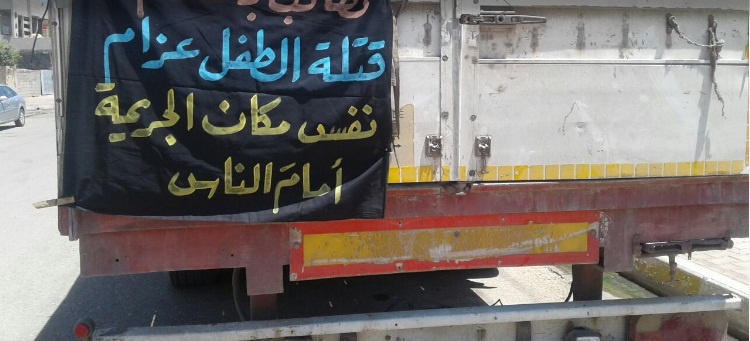 قتلة الطفل عزام
نفس مكان الجريمة
أمامَ الناس